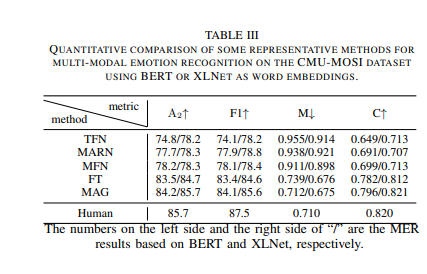 TABLE III
QUANTITATIVE COMPARISON OF SOME REPRESENTATIVE METHODS FOR
MULTI-MODAL EMOTION RECOGNITION ON THE CMU-MOSI DATASET
USING BERT OR XLNET AS WORD EMBEDDINGS.
metric
method A₂↑ F1↑ M↓ C↑
TFN 74.8/78.2 74.1/78.2 0.955/0.914 0.649/0.713
MARN 77.7/78.3 77.9/78.8 0.938/0.921 0.691/0.707
MFN 78.2/78.3 78.1/78.4 0.911/0.898 0.699/0.713
FT 83.5/84.7 83.4/84.6 0.739/0.676 0.782/0.812
MAG 84.2/85.7 84.1/85.6 0.712/0.675 0.796/0.821
Human 85.7 87.5 0.710 0.820
The numbers on the left side and the right side of “/” are the MER
results based on BERT and XLNet, respectively.